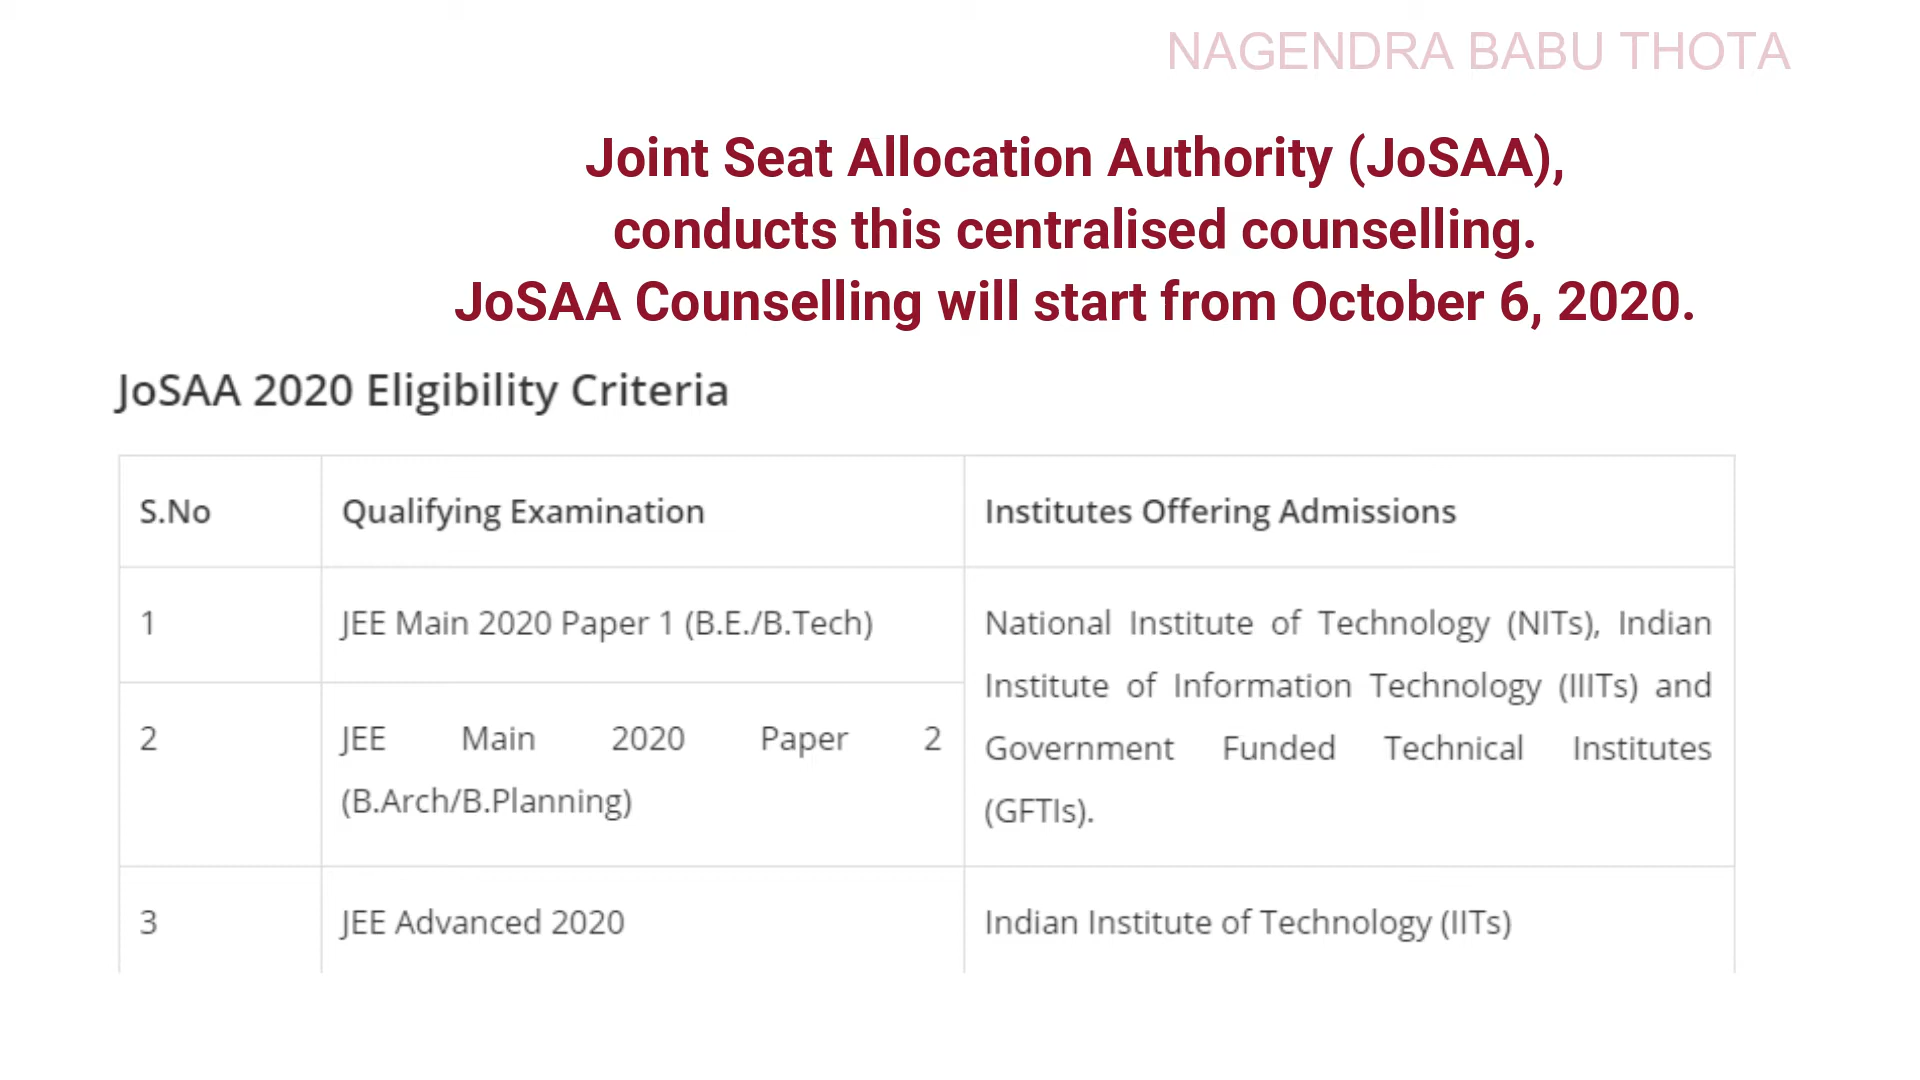 NAGENDRA BABU THOTA
Joint Seat Allocation Authority (JoSAA),
conducts this centralised counselling.
JoSAA Counselling will start from October 6, 2020.
JoSAA 2020 Eligibility Criteria
S.No Qualifying Examination Institutes Offering Admissions
1 JEE Main 2020 Paper 1 (B.E./B.Tech)
2 JEE Main 2020 Paper 2
(B.Arch/B.Planning)
National Institute of Technology (NITs), Indian
Institute of Information Technology (IIITs) and
Government Funded Technical Institutes
(GFTIs).
3 JEE Advanced 2020 Indian Institute of Technology (IITs)